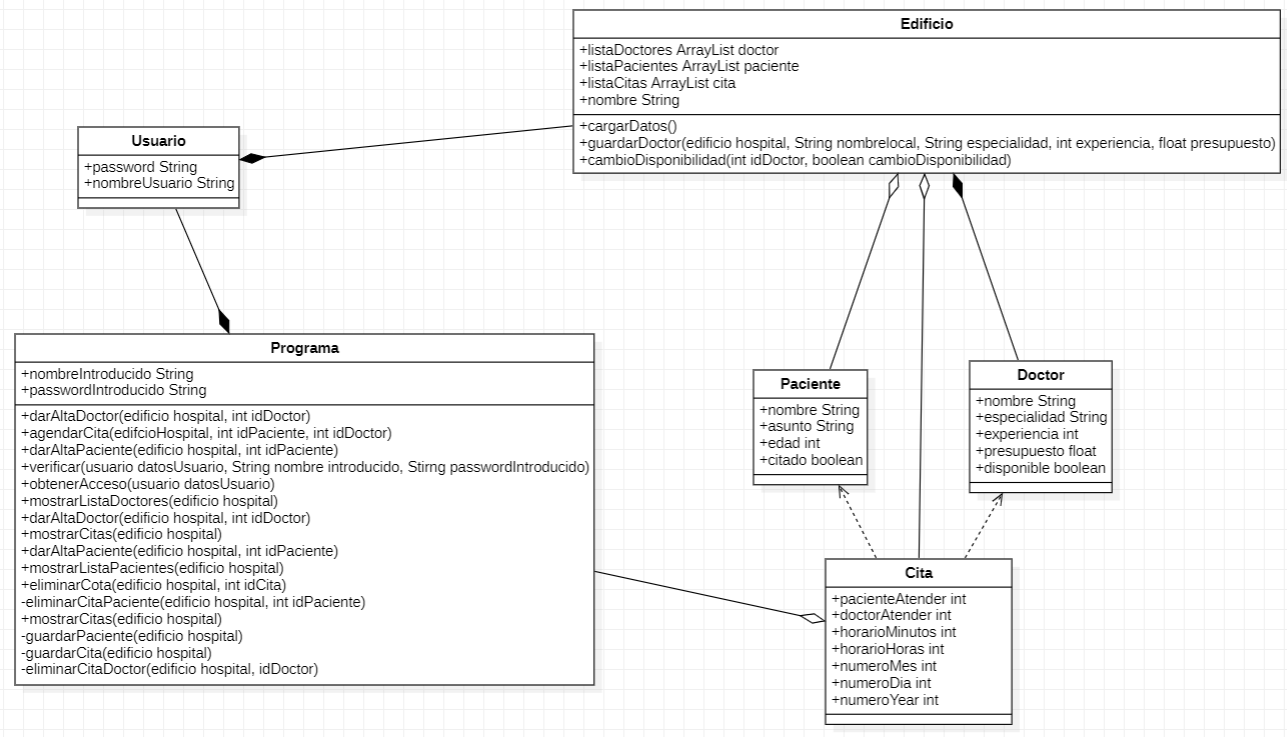 Edificio
+listaDoctores ArrayList doctor
+listaPacientes ArrayList paciente
+listaCitas ArrayList cita
+nombre String
+cargarDatos()
+guardarDoctor(edificio hospital, String nombrelocal, String especialidad, int experiencia, float presupuesto)
+cambioDisponibilidad(int idDoctor, boolean cambioDisponibilidad)
Usuario
+password String
+nombreUsuario String
Programa
+nombreIntroducido String
+passwordIntroducido String
+darAltaDoctor(edificio hospital, int idDoctor)
+agendarCita(edifcioHospital, int idPaciente, int idDoctor)
+darAltaPaciente(edificio hospital, int idPaciente)
+verificar(usuario datosUsuario, String nombre introducido, Stirng passwordIntroducido)
+obtenerAcceso(usuario datosUsuario)
+mostrarListaDoctores(edificio hospital)
+darAltaDoctor(edificio hospital, int idDoctor)
+mostrarCitas(edificio hospital)
+darAltaPaciente(edificio hospital, int idPaciente)
+mostrarListaPacientes(edificio hospital)
+eliminarCota(edificio hospital, int idCita)
-eliminarCitaPaciente(edificio hospital, int idPaciente)
+mostrarCitas(edificio hospital)
-guardarPaciente(edificio hospital)
-guardarCita(edificio hospital)
-eliminarCitaDoctor(edificio hospital, idDoctor)
Paciente
+nombre String
+asunto String
+edad int
+citado boolean
Doctor
+nombre String
+especialidad String
+experiencia int
+presupuesto float
+disponible boolean
Cita
+pacienteAtender int
+doctorAtender int
+horarioMinutos int
+horarioHoras int
+numeroMes int
+numeroDia int
+numeroYear int